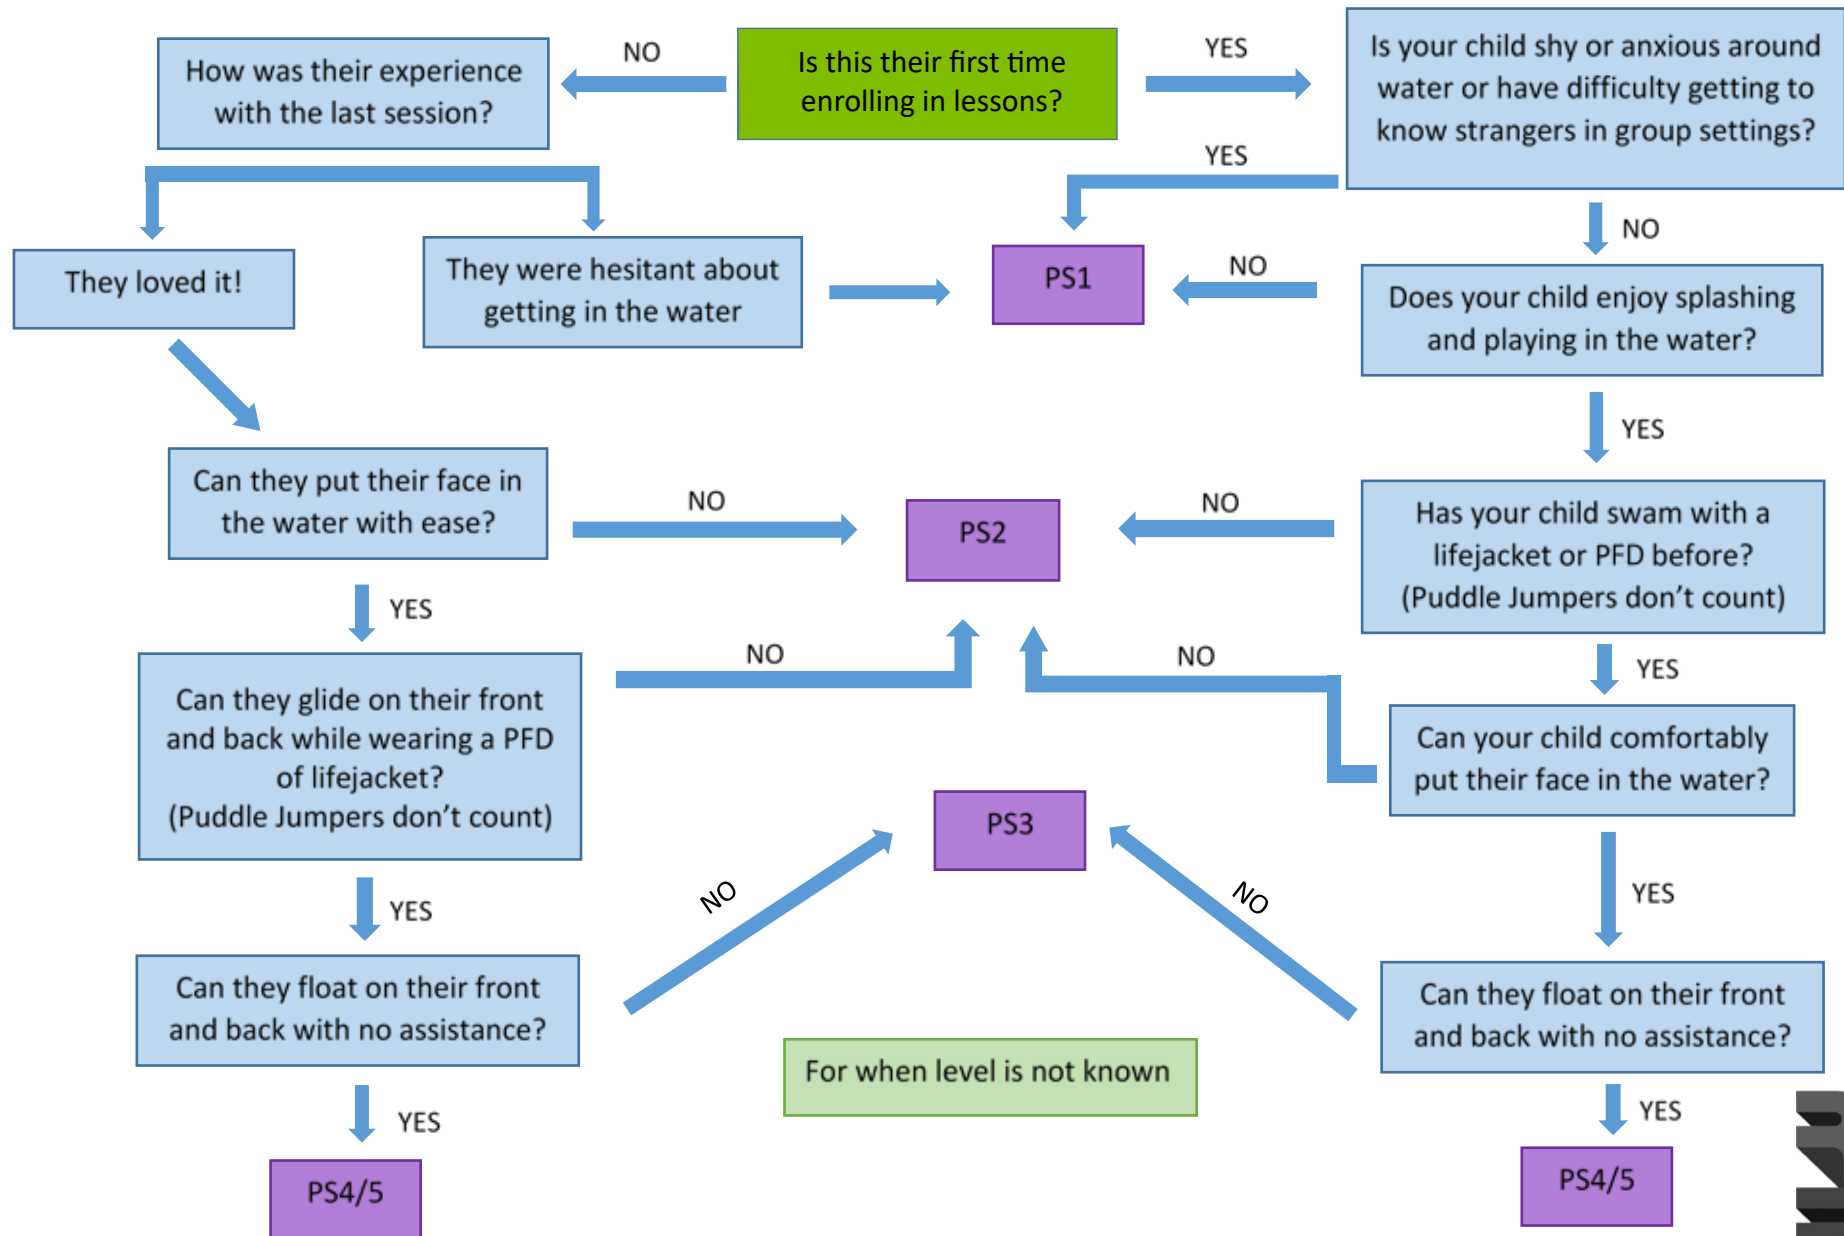 Is this their first time
enrolling in lessons?
NO
YES
How was their experience
with the last session?
Is your child shy or anxious around
water or have difficulty getting to
know strangers in group settings?
YES
NO
They loved it!
They were hesitant about
getting in the water
PS1
NO
Does your child enjoy splashing
and playing in the water?
YES
Can they put their face in
the water with ease?
NO
PS2
NO
Has your child swam with a
lifejacket or PFD before?
(Puddle Jumpers don't count)
YES
YES
NO
NO
Can they glide on their front
and back while wearing a PFD
of lifejacket?
(Puddle Jumpers don't count)
Can your child comfortably
put their face in the water?
PS3
YES
NO
NO
YES
Can they float on their front
and back with no assistance?
Can they float on their front
and back with no assistance?
For when level is not known
YES
YES
PS4/5
PS4/5